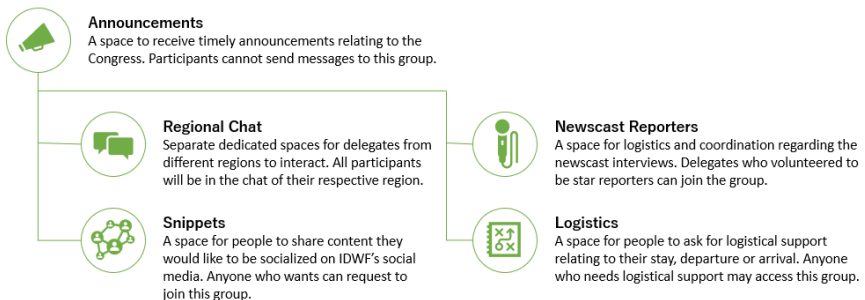 Announcements
A space to receive timely announcements relating to the
Congress. Participants cannot send messages to this group.
Regional Chat
Separate dedicated spaces for delegates from
different regions to interact. All participants
will be in the chat of their respective region.
Newscast Reporters
A space for logistics and coordination regarding the
newscast interviews. Delegates who volunteered to
be star reporters can join the group.
Snippets
A space for people to share content they
would like to be socialized on IDWF's social
media. Anyone who wants can request to
join this group.
Logistics
A space for people to ask for logistical support
relating to their stay, departure or arrival. Anyone
who needs logistical support may access this group.